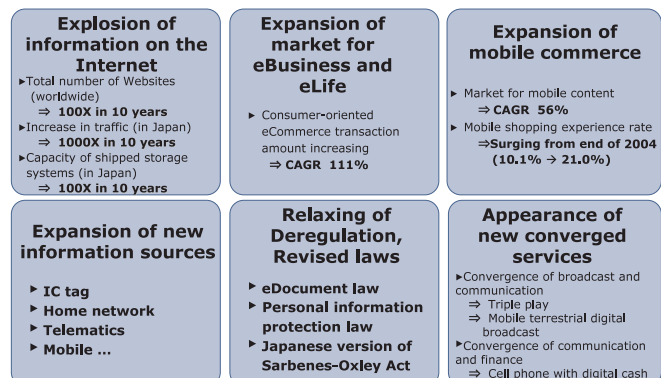 Explosion of
information on the
Internet
▸Total number of Websites
(worldwide)
⇒ 100X in 10 years
▸Increase in traffic (in Japan)
⇒ 1000X in 10 years
▸Capacity of shipped storage
systems (in Japan)
⇒ 100X in 10 years
Expansion of
market for
eBusiness and
eLife
▸ Consumer-oriented
eCommerce transaction
amount increasing
⇒ CAGR 111%
Expansion of
mobile commerce
▸ Market for mobile content
⇒ CAGR 56%
▸ Mobile shopping experience rate
⇒Surging from end of 2004
(10.1% → 21.0%)
Expansion of new
information sources
▸ IC tag
▸ Home network
▸ Telematics
▸ Mobile ...
Relaxing of
Deregulation,
Revised laws
▸ eDocument law
▸ Personal information
protection law
▸ Japanese version of
Sarbenes-Oxley Act
Appearance of
new converged
services
▸Convergence of broadcast and
communication
⇒ Triple play
⇒ Mobile terrestrial digital
broadcast
▸Convergence of communication
and finance
⇒ Cell phone with digital cash